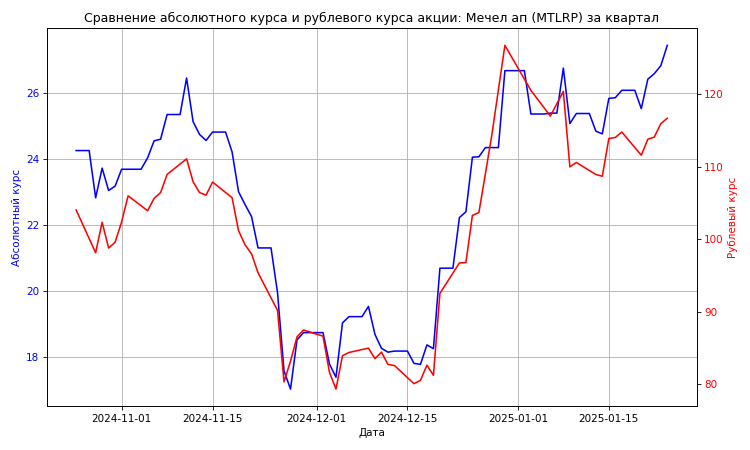 Сравнение абсолютного курса и рублевого курса акции: Мечел ап (MTLRP) за квартал
Абсолютный курс
26
24
22
20
18
120
110
100
90
80
Рублевый курс
2024-11-01 2024-11-15 2024-12-01 2024-12-15 2025-01-01 2025-01-15
Дата